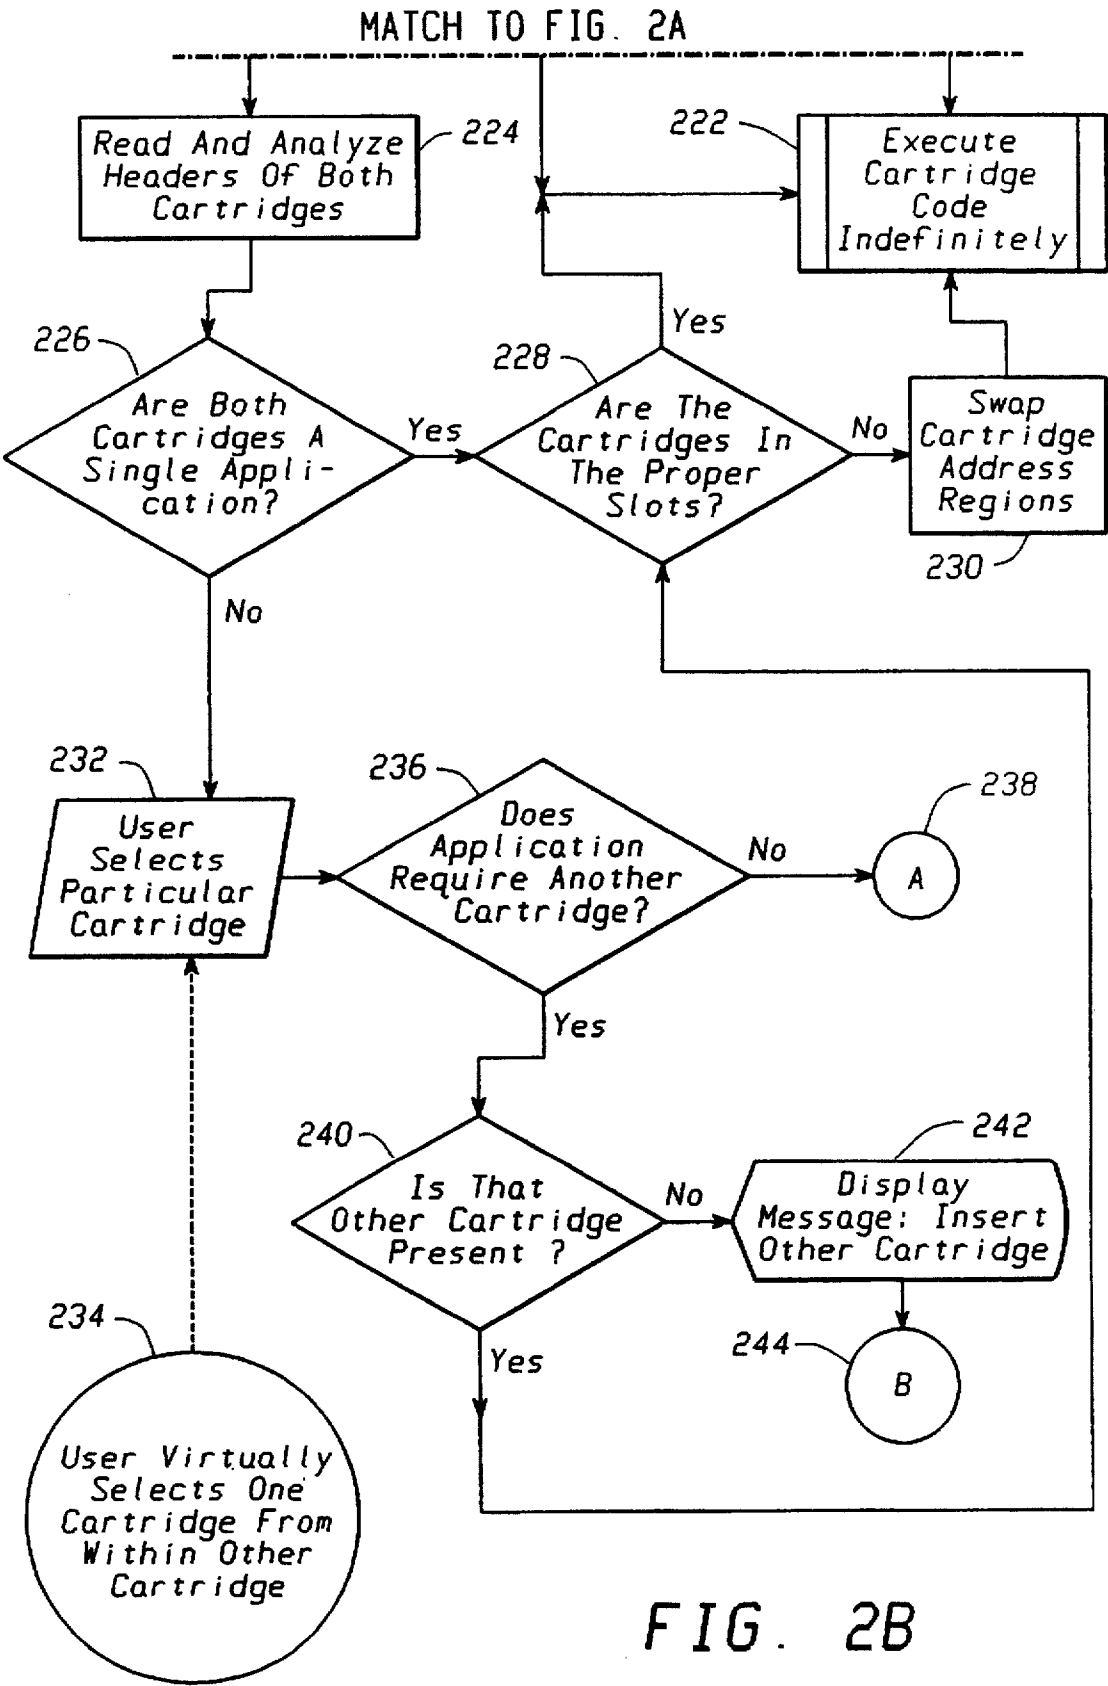 MATCH TO FIG. 2A
Read And Analyze
Headers Of Both
Cartridges
224
222
Execute
Cartridge
Code
Indefinitely
226
Are Both
Cartridges A
Single Appli-
cation?
Yes
No
228
Are The
Cartridges In
The Proper
Slots?
Yes
No
Swap
Cartridge
Address
Regions
230
232
User
Selects
Particular
Cartridge
236
Does
Application
Require Another
Cartridge?
No
238
A
Yes
240
Is That
Other Cartridge
Present ?
No
242
Display
Message: Insert
Other Cartridge
Yes
244
B
234
User Virtually
Selects One
Cartridge From
Within Other
Cartridge
FIG. 2B